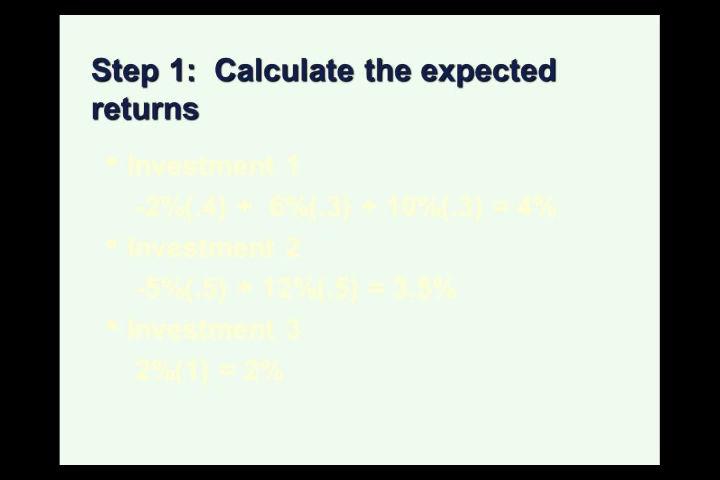 Step 1: Calculate the expected
returns
• Investment 1
-2%(.4) + 6%(.3) + 10%(.3) = 4%
• Investment 2
-5%(.5) + 12%(.5) = 3.5%
• Investment 3
2%(1) = 2%